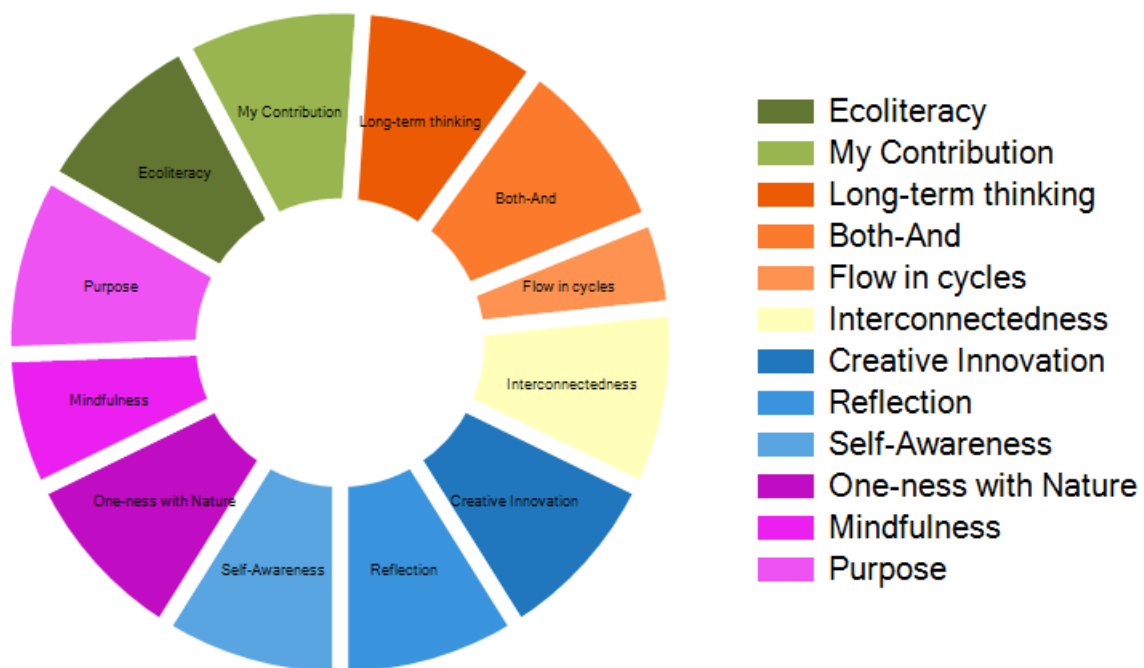 My Contribution
Long-term thinking
Ecoliteracy
Both-And
Purpose
Flow in cycles
Mindfulness
Interconnectedness
One-ness with Nature
Creative Innovation
Self-Awareness
Reflection
Ecoliteracy
My Contribution
Long-term thinking
Both-And
Flow in cycles
Interconnectedness
Creative Innovation
Reflection
Self-Awareness
One-ness with Nature
Mindfulness
Purpose